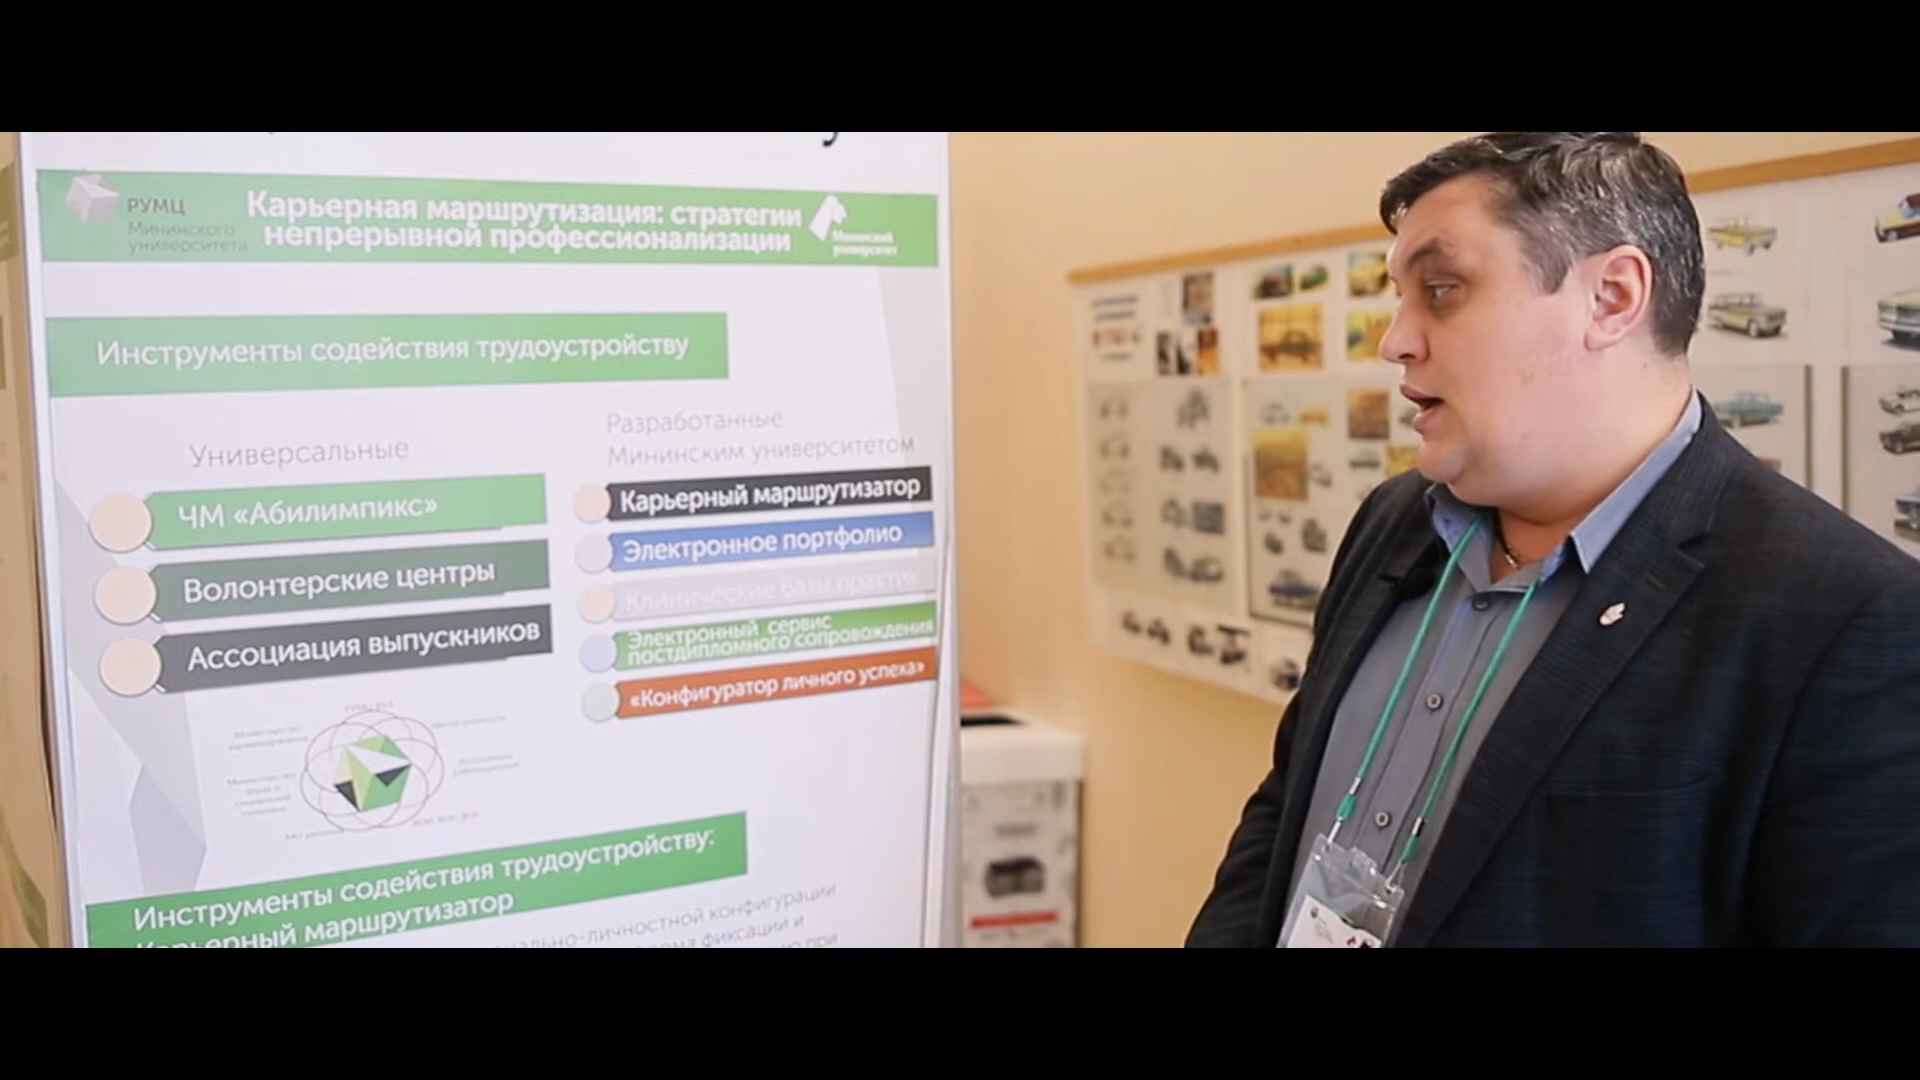 РУМЦ
Мининского
университета
Карьерная маршрутизация: стратегии
непрерывной профессионализации
Мининский
университет
Инструменты содействия трудоустройству
Универсальные
ЧМ «Абилимпикс»
Волонтерские центры
Ассоциация выпускников
Разработанные
Мининским университетом
Карьерный маршрутизатор
Электронное портфолио
Клинические базы практик
Электронный сервис
постдипломного сопровождения
«Конфигуратор личного успеха»
Инструменты содействия трудоустройству:
Карьерный маршрутизатор
конфигурации
фиксации и